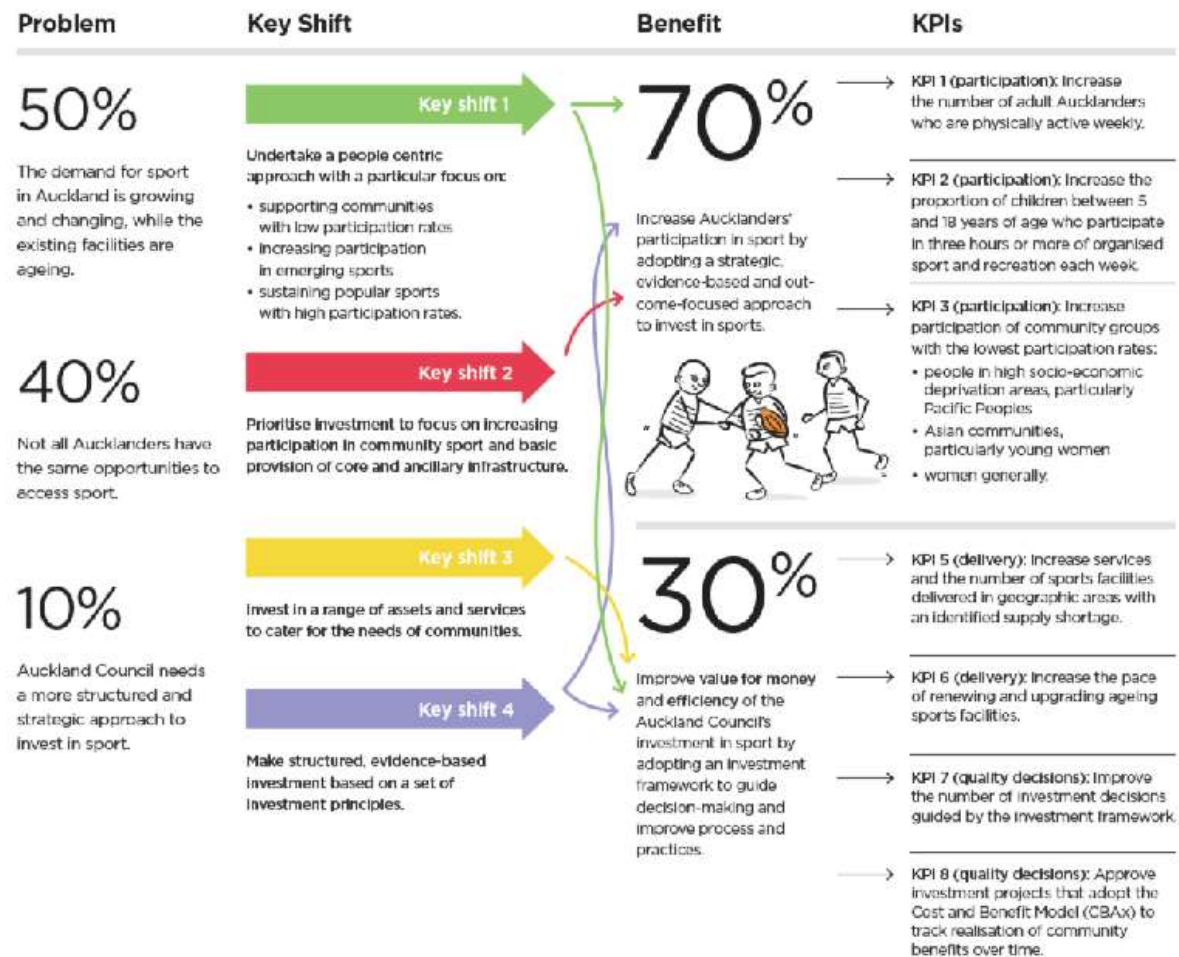 Problem
Key Shift
Benefit
KPIs
50%
The demand for sport
in Auckland is growing
and changing, while the
existing facilities are
ageing.
40%
Not all Aucklanders have
the same opportunities to
access sport.
10%
Auckland Council needs
a more structured and
strategic approach to
invest in sport.
Key shift 1
Undertake a people centric
approach with a particular focus on:
• supporting communities
with low participation rates
• increasing participation
in emerging sports
• sustaining popular sports
with high participation rates.
Key shift 2
Prioritise investment to focus on increasing
participation in community sport and basic
provision of core and ancillary infrastructure.
Key shift 3
Invest in a range of assets and services
to cater for the needs of communities.
Key shift 4
Make structured, evidence-based
investment based on a set of
investment principles.
70%
Increase Aucklanders'
participation in sport by
adopting a strategic,
evidence-based and out-
come-focused approach
to invest in sports.
30%
Improve value for money
and efficiency of the
Auckland Council's
investment in sport by
adopting an investment
framework to guide
decision-making and
improve process and
practices.
KPI 1 (participation): Increase
the number of adult Aucklanders
who are physically active weekly.
KPI 2 (participation): Increase the
proportion of children between 5
and 18 years of age who participate
in three hours or more of organised
sport and recreation each week.
KPI 3 (participation): Increase
participation of community groups
with the lowest participation rates:
• people in high socio-economic
deprivation areas, particularly
Pacific Peoples
• Asian communities,
particularly young women
• women generally.
KPI 5 (delivery): Increase services
and the number of sports facilities
delivered in geographic areas with
an identified supply shortage.
KPI 6 (delivery): Increase the pace
of renewing and upgrading ageing
sports facilities.
KPI 7 (quality decisions): Improve
the number of investment decisions
guided by the investment framework.
KPI 8 (quality decisions): Approve
investment projects that adopt the
Cost and Benefit Model (CBAx) to
track realisation of community
benefits over time.